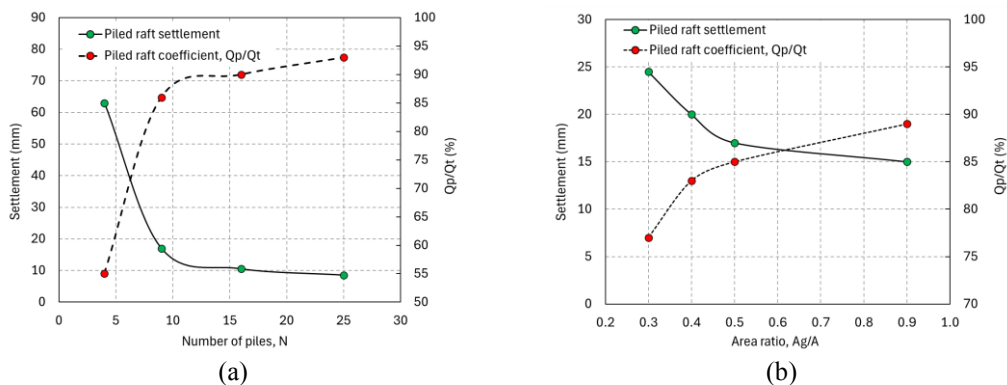 Piled raft settlement
Piled raft coefficient, Qp/Qt
90
80
70
60
50
40
30
20
10
0
Settlement (mm)
100
95
90
85
80
75
70
65
60
55
50
Qp/Qt (%)
0 5 10 15 20 25 30
Number of piles, N
(a)
Piled raft settlement
Piled raft coefficient, Qp/Qt
30
25
20
15
10
5
0
Settlement (mm)
100
95
90
85
80
75
70
Qp/Qt (%)
0.2 0.3 0.4 0.5 0.6 0.7 0.8 0.9 1.0
Area ratio, Ag/A
(b)